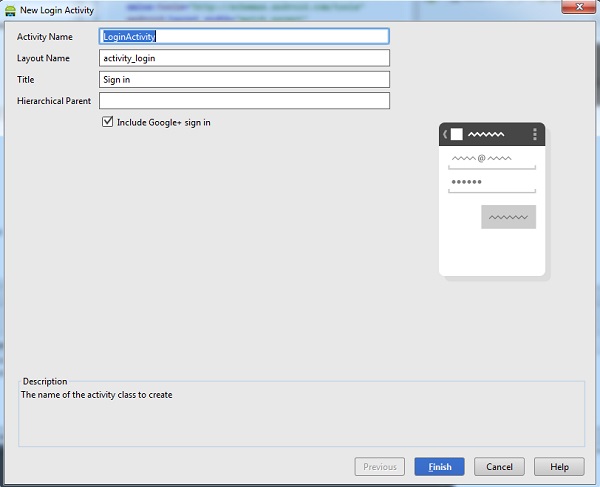 New Login Activity
Activity Name LoginActivity
Layout Name activity_login
Title Sign in
Hierarchical Parent
Include Google+ sign in
@
Description
The name of the activity class to create
Previous Finish Cancel Help